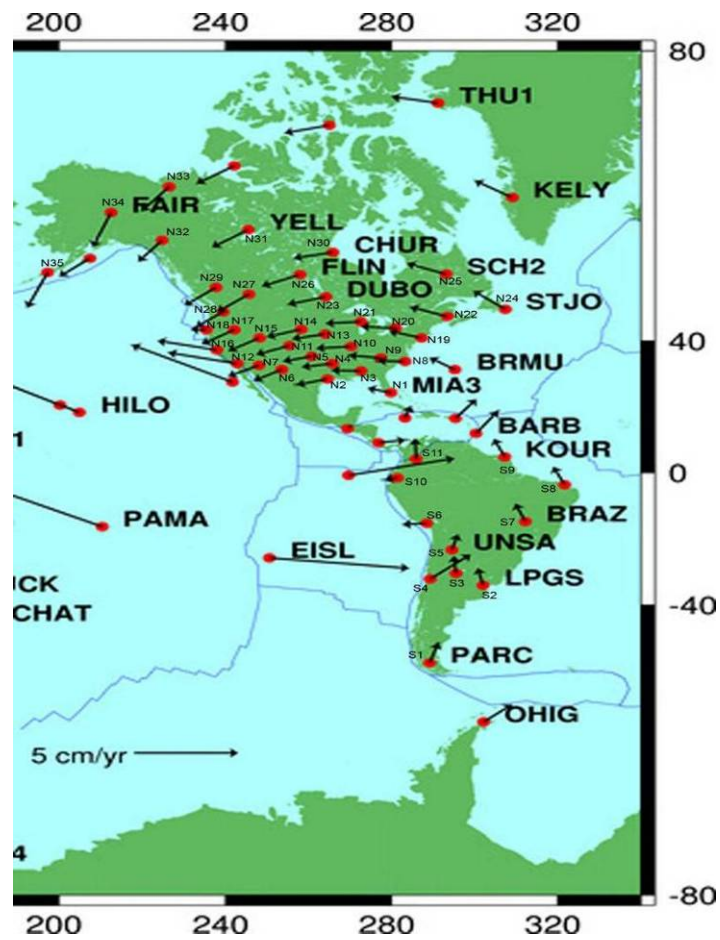 200 240 280 320
80
THU1
N33
KELY
N34
FAIR
YELL
N32
N31
N30
CHUR
N35
FLIN
SCH2
N29
N27
N26
DUBO
N25
N23
N24
STJO
N28
N22
N18 N17
N14
N21
N20
N15
N13
N19
40
N16
N11
N10
N12
N7
N5
N4
N9
N8
BRMU
N6
N2
N3
N1
MIA3
HILO
BARB
1
S11
KOUR
S9
0
S10
S8
PAMA
S6
S7
BRAZ
EISL
S5
UNSA
ICK
S4
S3
LPGS
S2
-40
CHAT
S1
PARC
OHIG
5 cm/yr
4
-80
200 240 280 320